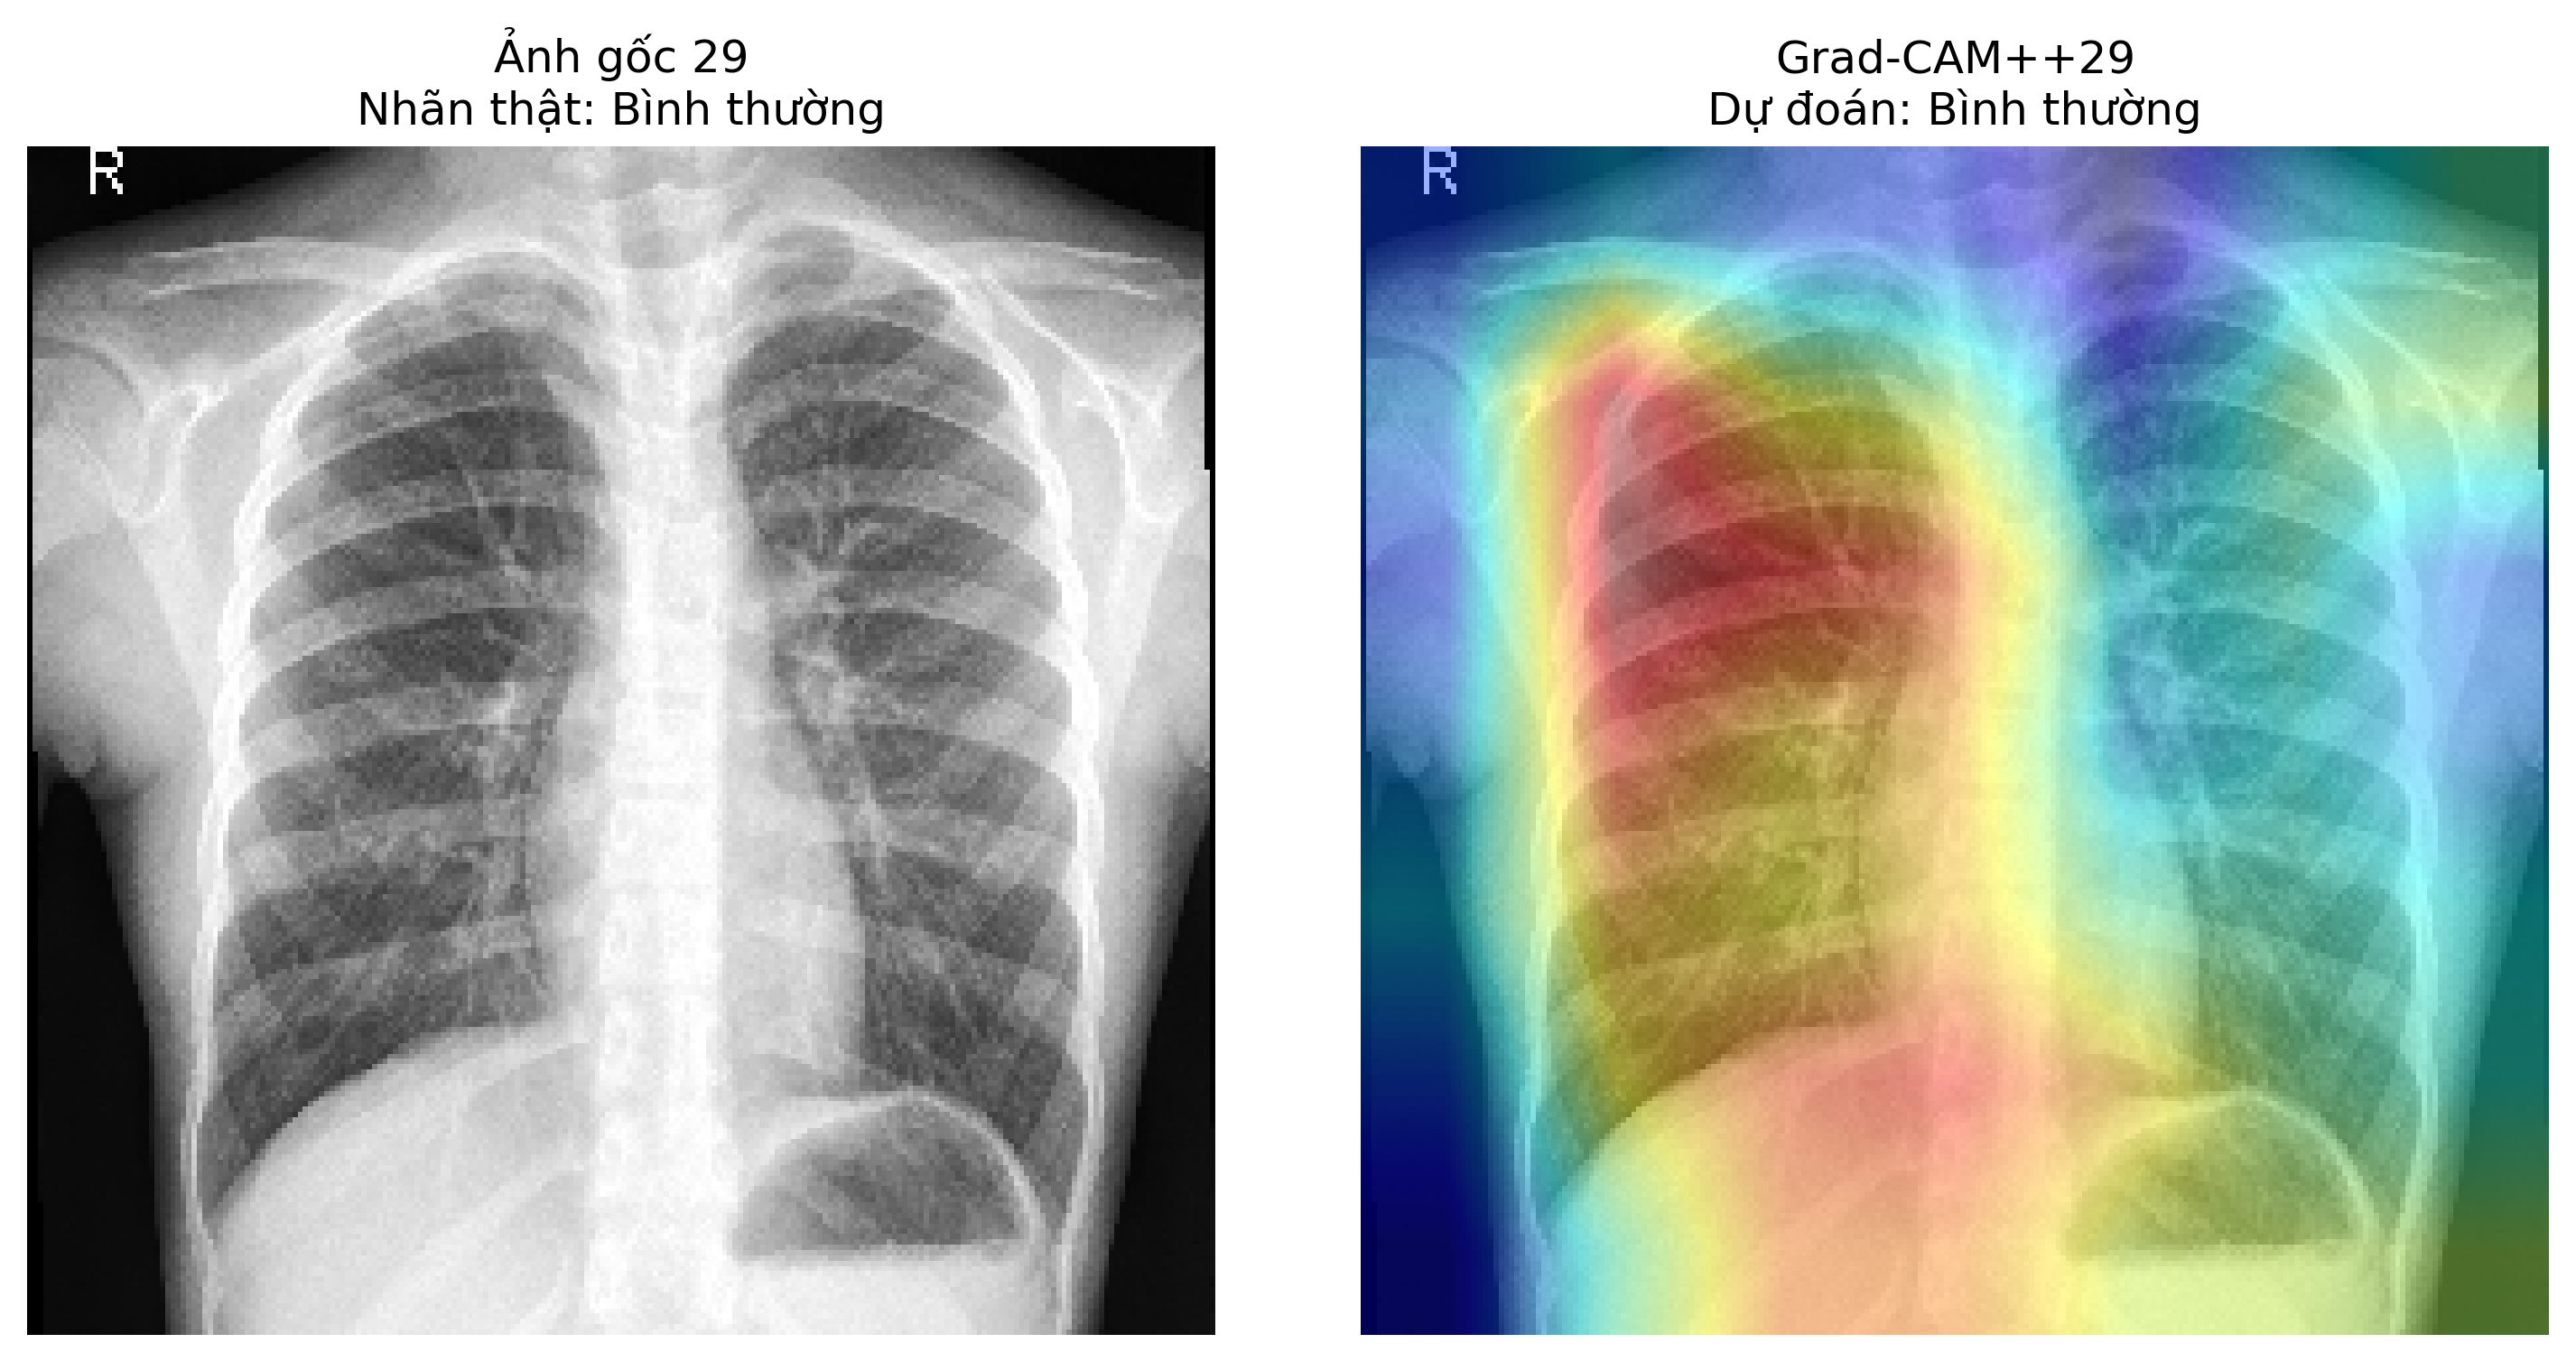 Ảnh gốc 29
Nhãn thật: Bình thường
R
Grad-CAM++29
Dự đoán: Bình thường
R